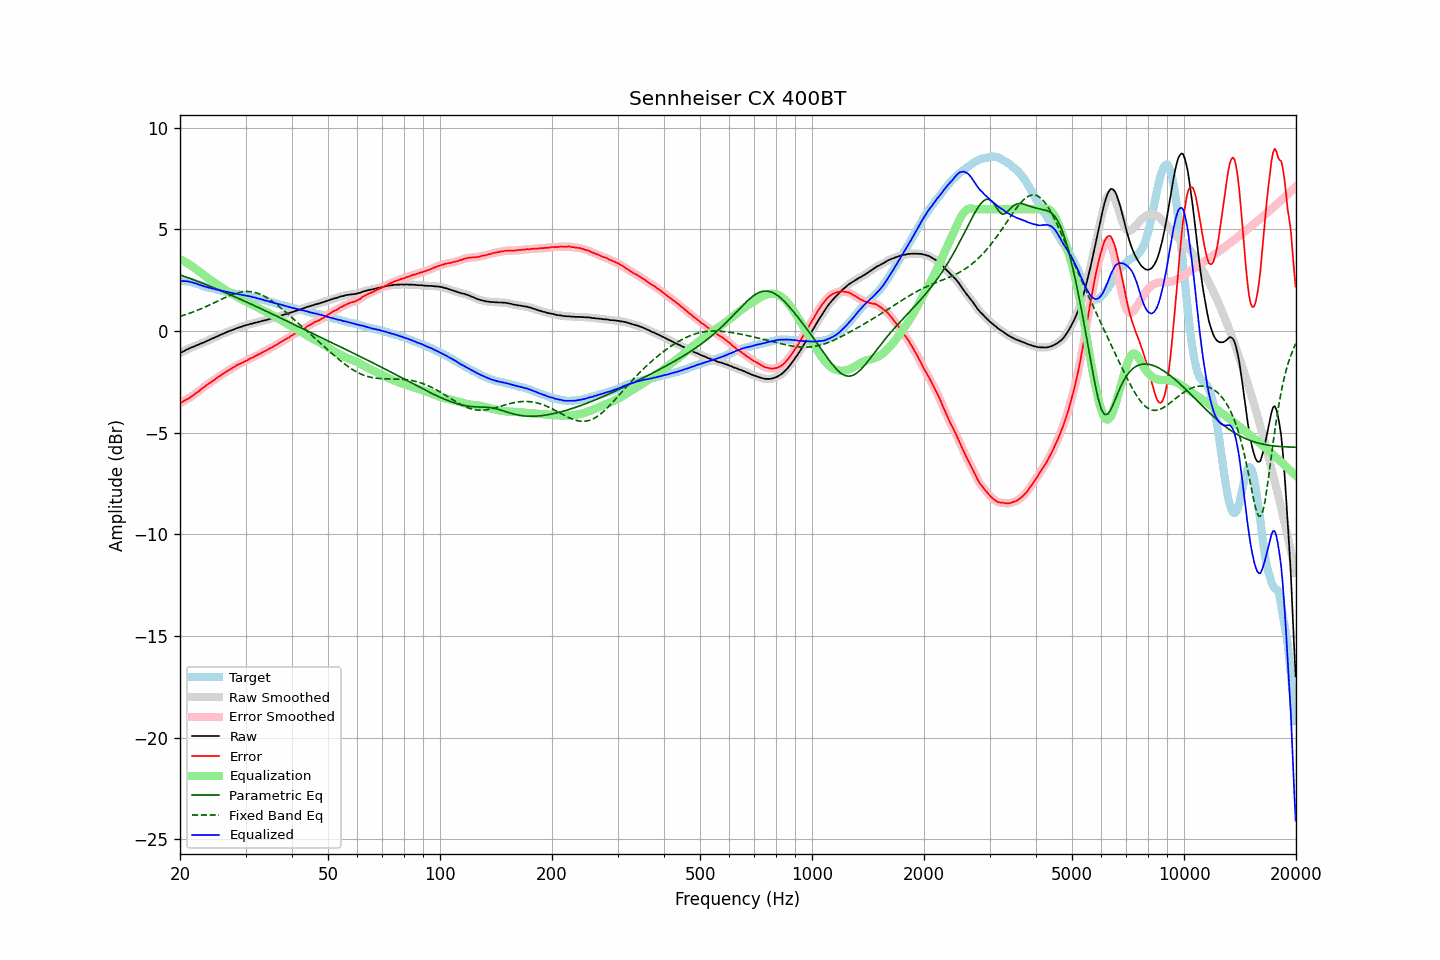 Sennheiser CX 400BT
10
5
0
−5
−10
−15
−20
−25
Amplitude (dBr)
Target
Raw Smoothed
Error Smoothed
Raw
Error
Equalization
Parametric Eq
Fixed Band Eq
Equalized
20 50 100 200 500 1000 2000 5000 10000 20000
Frequency (Hz)